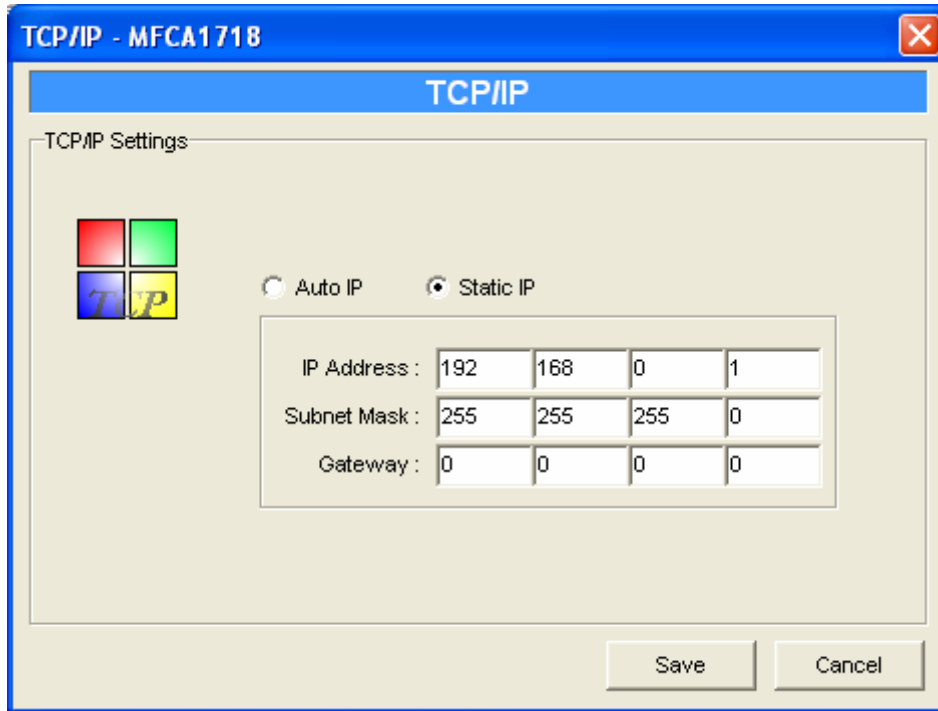 TCP/IP - MFCA1718
TCP/IP
TCP/IP Settings
TCP
Auto IP Static IP
IP Address : 192 168 0 1
Subnet Mask : 255 255 255 0
Gateway : 0 0 0 0
Save Cancel